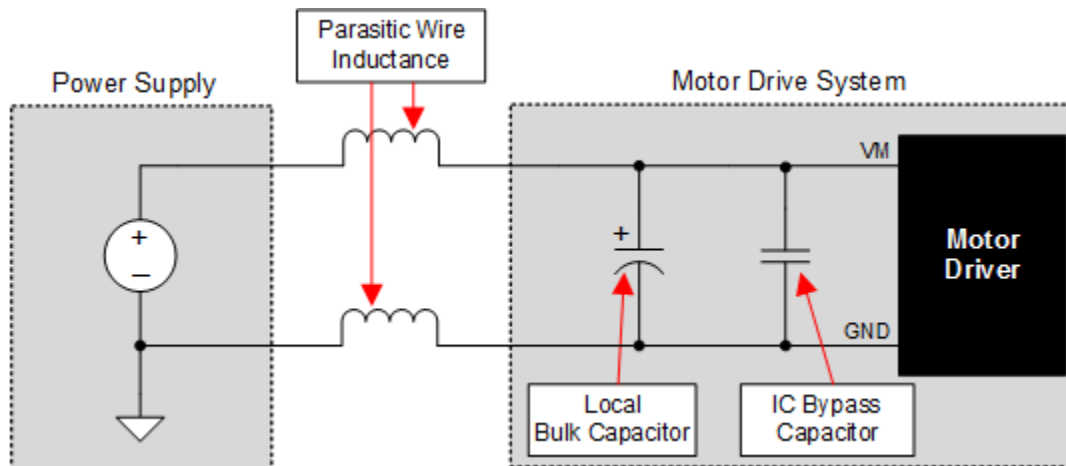 Parasitic Wire
Inductance
Power Supply
Motor Drive System
VM
+
–
+
Motor
Driver
GND
Local
Bulk Capacitor
IC Bypass
Capacitor